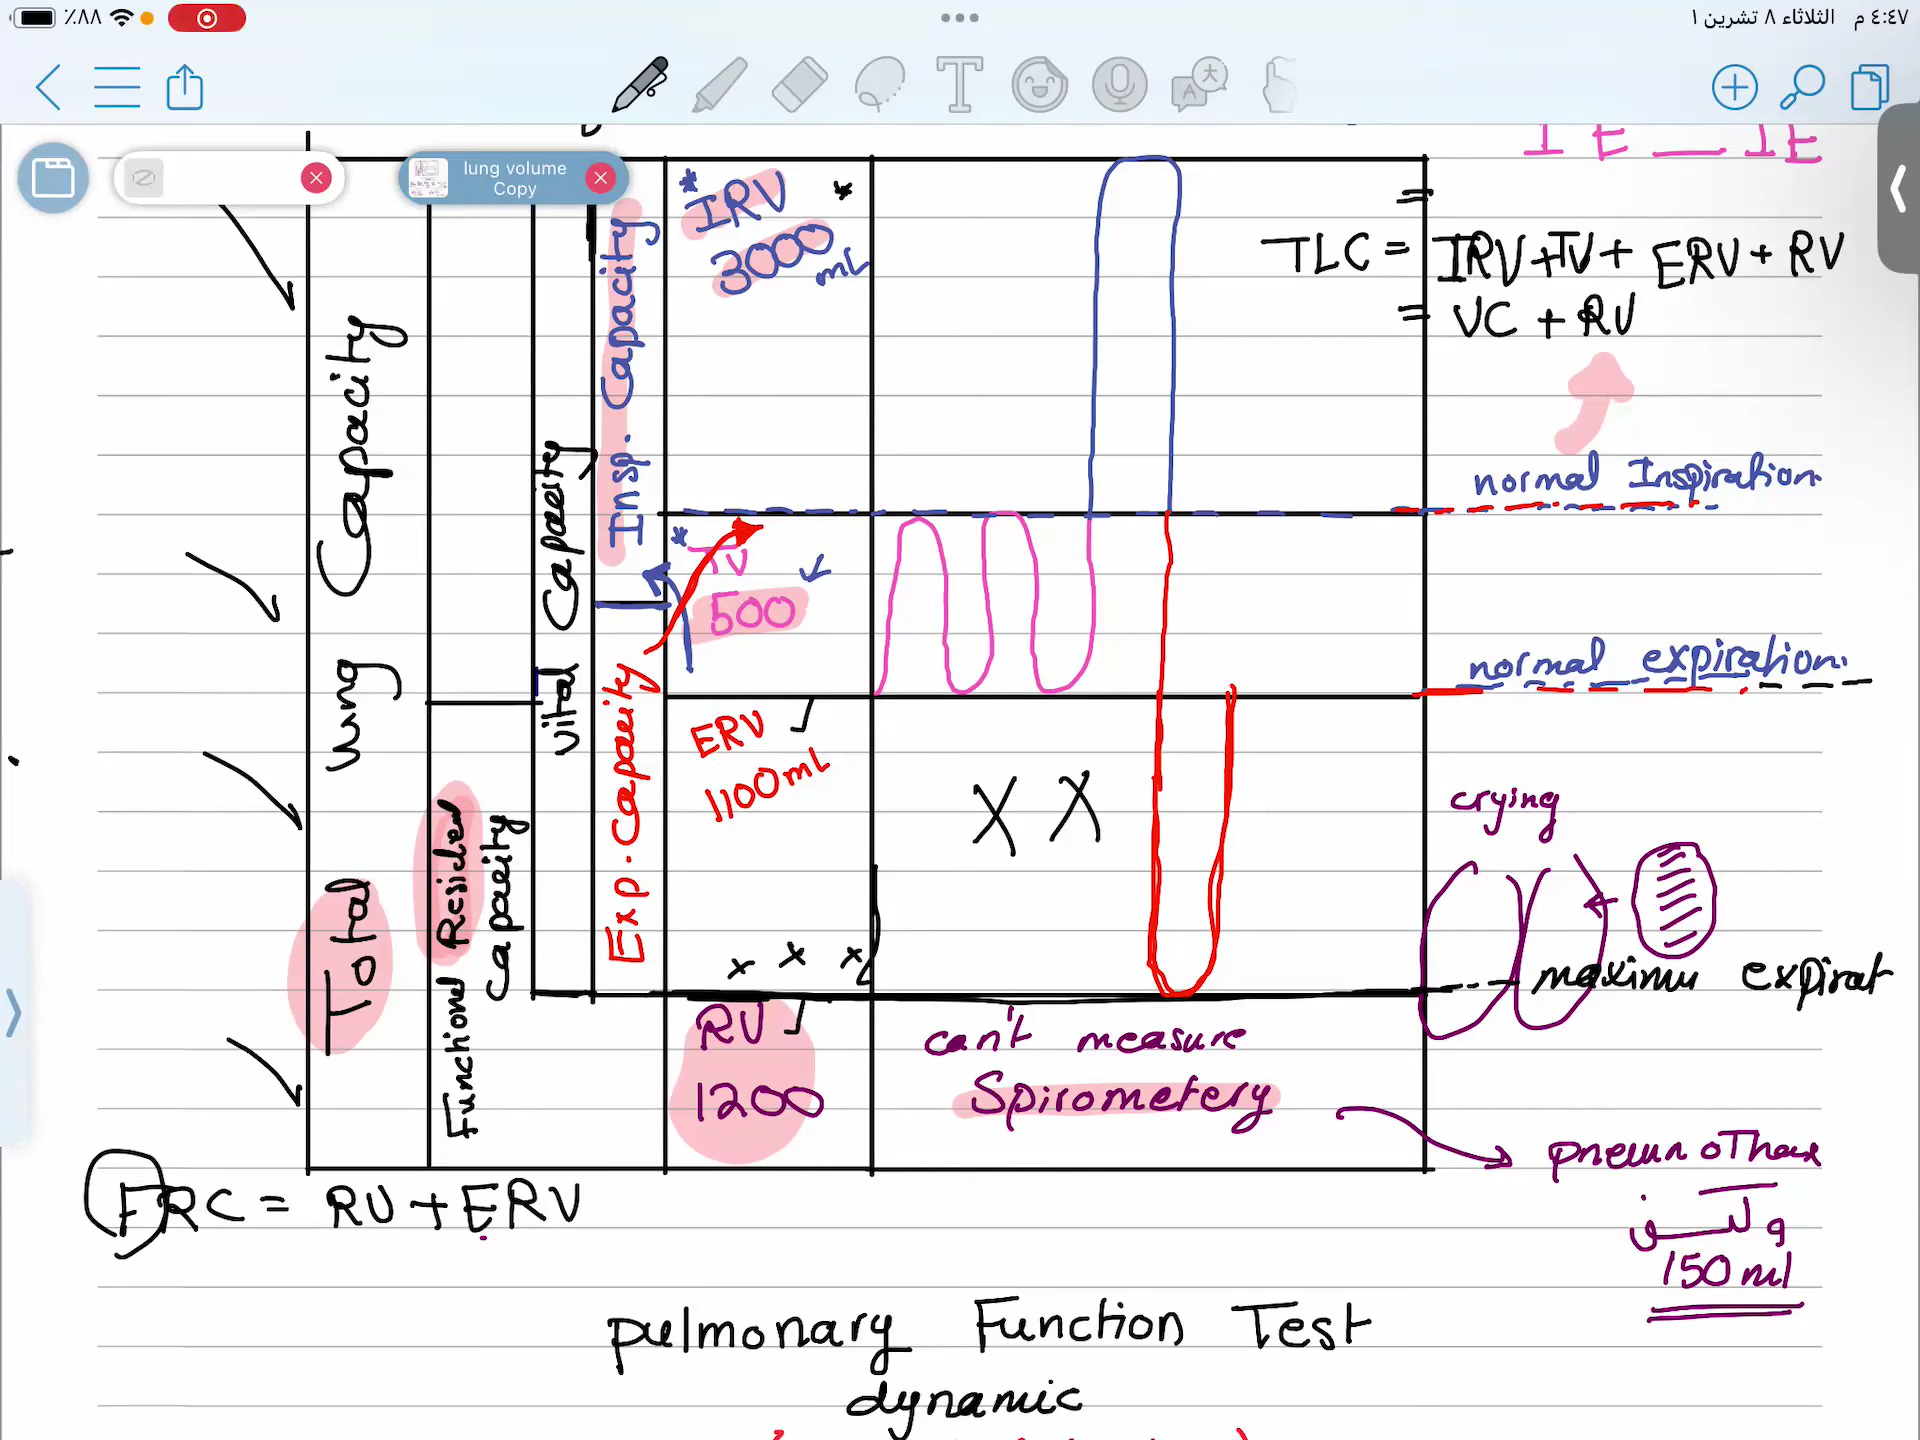 ٪٨٨
٤:٤٧ م الثلاثاء ٨ تشرين ١
lung volume
Copy
I E __ I E
=
TLC = IRV + TV + ERV + RV
= VC + RV
Total Lung Capacity
Functional Residual Capacity
Vital Capacity
Insp. Capacity
Exp. Capacity
* IRV *
3000
mL
normal Inspiration
* TV
500
normal expiration
ERV
1100 mL
X X
crying
x x x
maximu expirat
RV
1200
can't measure
Spirometery
pneumothorax
150 ml
FRC = RV + ERV
pulmonary Function Test
dynamic